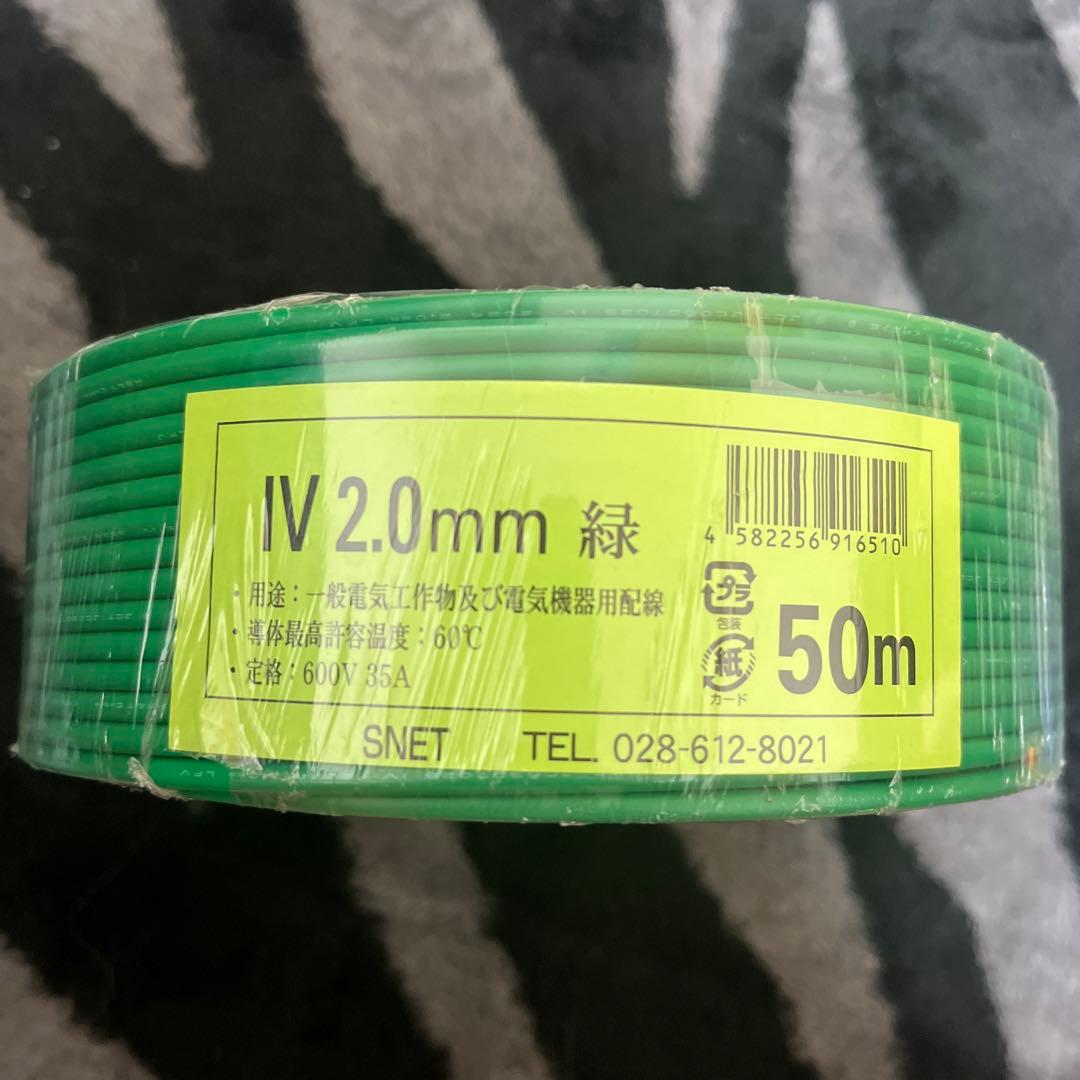 IV 2.0mm 緑
4 582256 916510
・用途：一般電気工作物及び電気機器用配線
・導体最高許容温度：60℃
・定格：600V 35A
プラ
包装
紙
カード
50m
SNET TEL. 028-612-8021